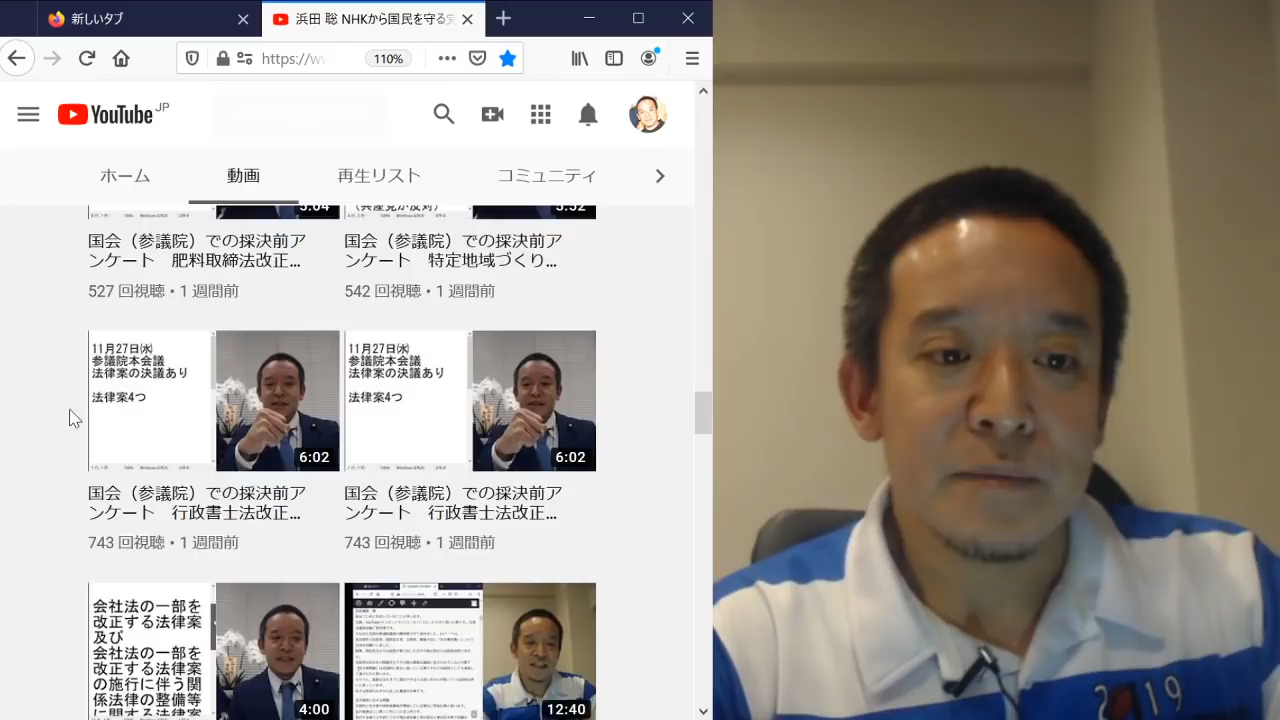 新しいタブ
浜田 聡 NHKから国民を守る党
https://w
110%
YouTube JP
ホーム
動画
再生リスト
コミュニティ
5:04
5:52
(共産党が反対)
国会（参議院）での採決前ア
ンケート 肥料取締法改正...
527 回視聴・1 週間前
国会（参議院）での採決前ア
ンケート 特定地域づくり...
542 回視聴・1 週間前
11月27日㈬
参議院本会議
法律案の決議あり
法律案4つ
6:02
11月27日㈬
参議院本会議
法律案の決議あり
法律案4つ
6:02
国会（参議院）での採決前ア
ンケート 行政書士法改正...
743 回視聴・1 週間前
国会（参議院）での採決前ア
ンケート 行政書士法改正...
743 回視聴・1 週間前
会社法の一部を
改正する法律案
及び
会社法の一部を
改正する法律の
施行に伴う関係
法律の整備等
4:00
12:40